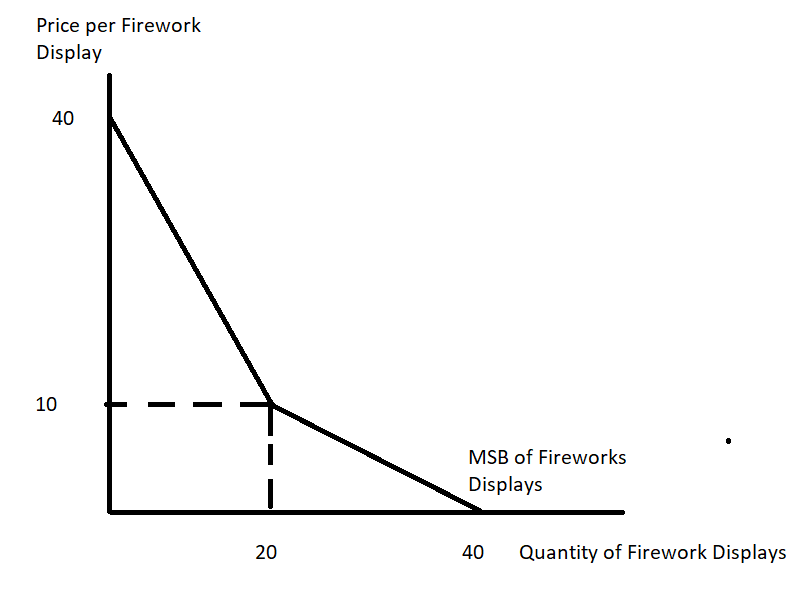 Price per Firework
Display
40
10
MSB of Fireworks
Displays
20
40
Quantity of Firework Displays